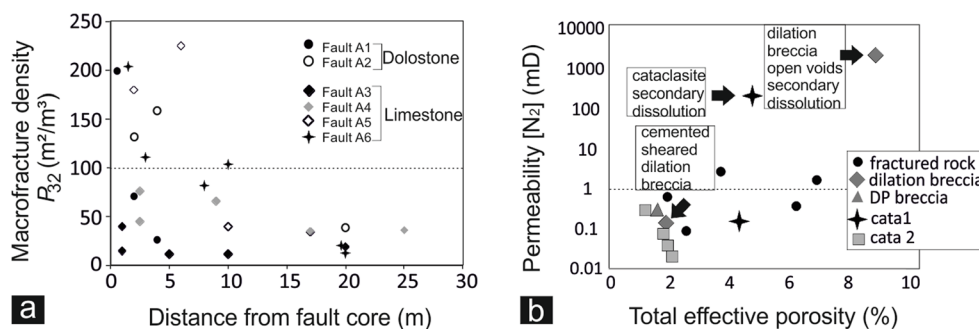 a
Macrofracture density
P32 (m²/m³)
250
200
150
100
50
0
0
5
10
15
20
25
30
Distance from fault core (m)
Fault A1
Fault A2
Dolostone
Fault A3
Fault A4
Fault A5
Fault A6
Limestone
b
Permeability [N₂] (mD)
10000
1000
100
10
1
0.1
0.01
0
2
4
6
8
10
Total effective porosity (%)
cataclasite
secondary
dissolution
dilation
breccia
open voids
secondary
dissolution
cemented
sheared
dilation
breccia
fractured rock
dilation breccia
DP breccia
cata1
cata 2